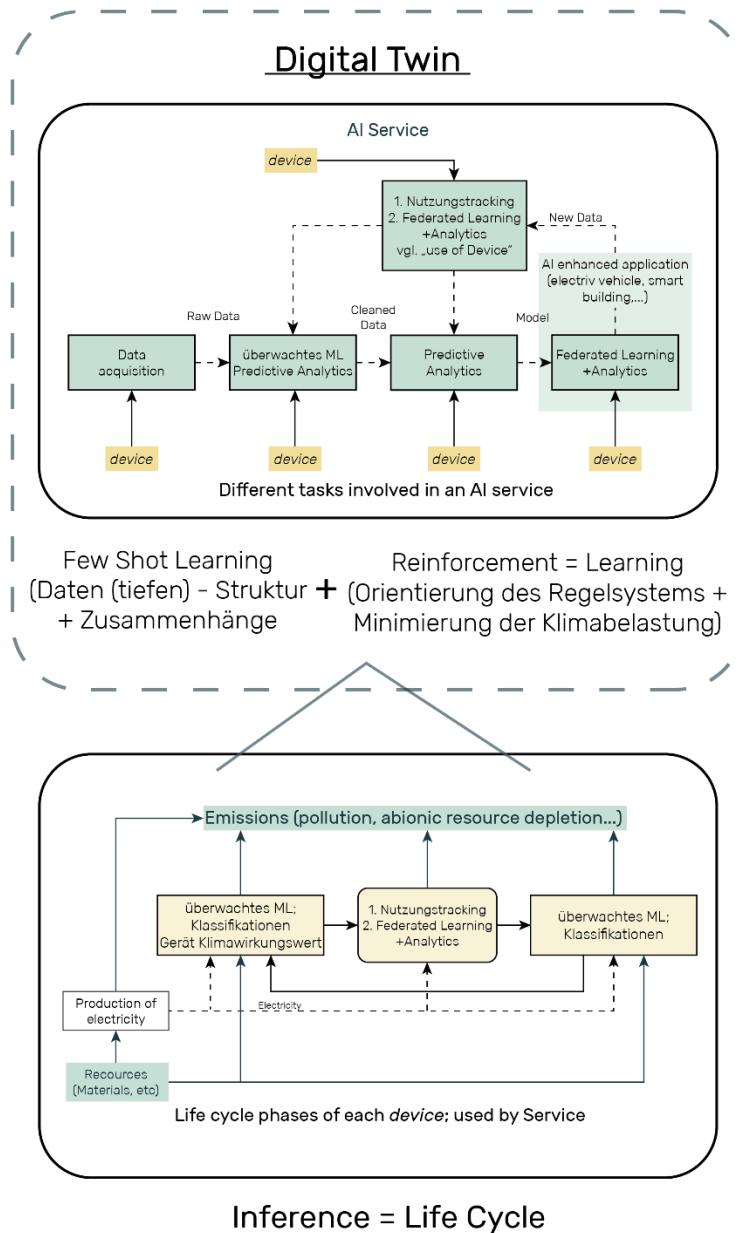 Digital Twin
AI Service
device
1. Nutzungstracking
2. Federated Learning
+Analytics
vgl. „use of Device"
New Data
AI enhanced application
(electriv vehicle, smart
building,...)
Raw Data
Cleaned
Data
Model
Data
acquisition
überwachtes ML
Predictive Analytics
Predictive
Analytics
Federated Learning
+Analytics
device
device
device
device
Different tasks involved in an AI service
Few Shot Learning
(Daten (tiefen) - Struktur
+ Zusammenhänge
+
Reinforcement = Learning
(Orientierung des Regelsystems +
Minimierung der Klimabelastung)
Emissions (pollution, abionic resource depletion...)
überwachtes ML;
Klassifikationen
Gerät Klimawirkungswert
1. Nutzungstracking
2. Federated Learning
+Analytics
überwachtes ML;
Klassifikationen
Production of
electricity
Electricity
Recources
(Materials, etc)
Life cycle phases of each device; used by Service
Inference = Life Cycle